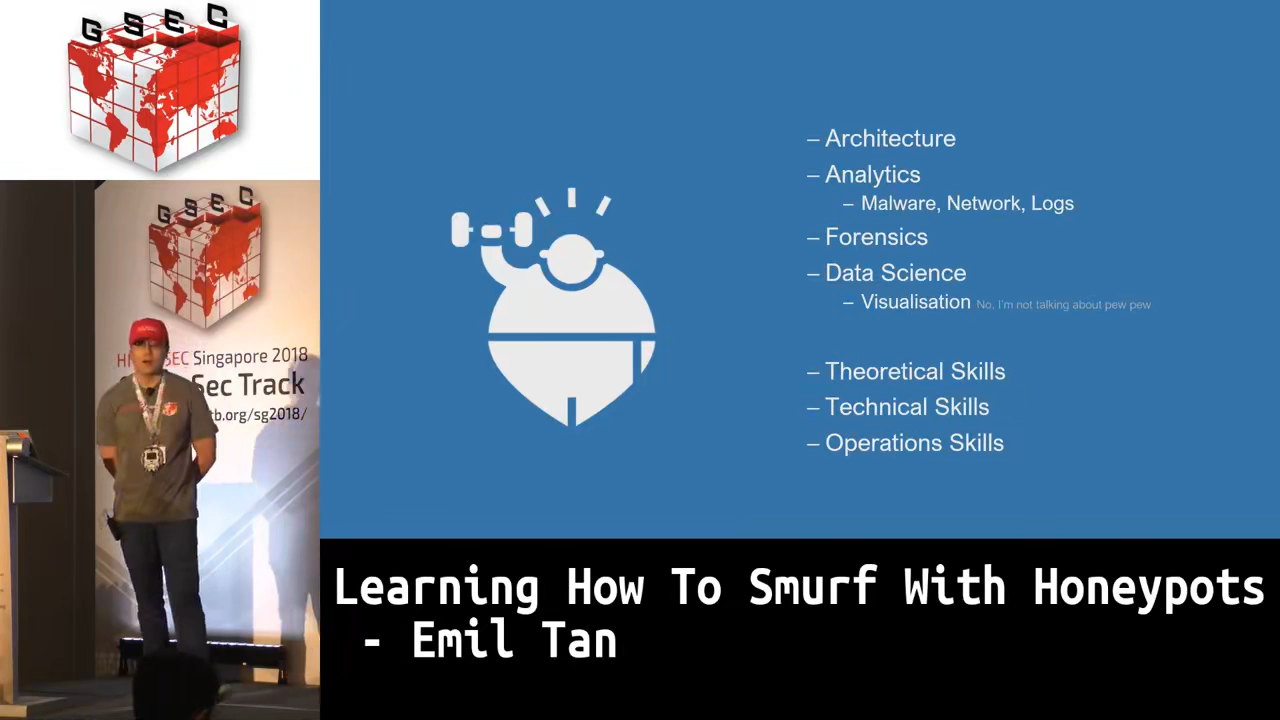 GSEC
GSEC
HITB GSEC Singapore 2018
Sec Track
tb.org/sg2018/
– Architecture
– Analytics
– Malware, Network, Logs
– Forensics
– Data Science
– Visualisation No, I'm not talking about pew pew
– Theoretical Skills
– Technical Skills
– Operations Skills
Learning How To Smurf With Honeypots
- Emil Tan